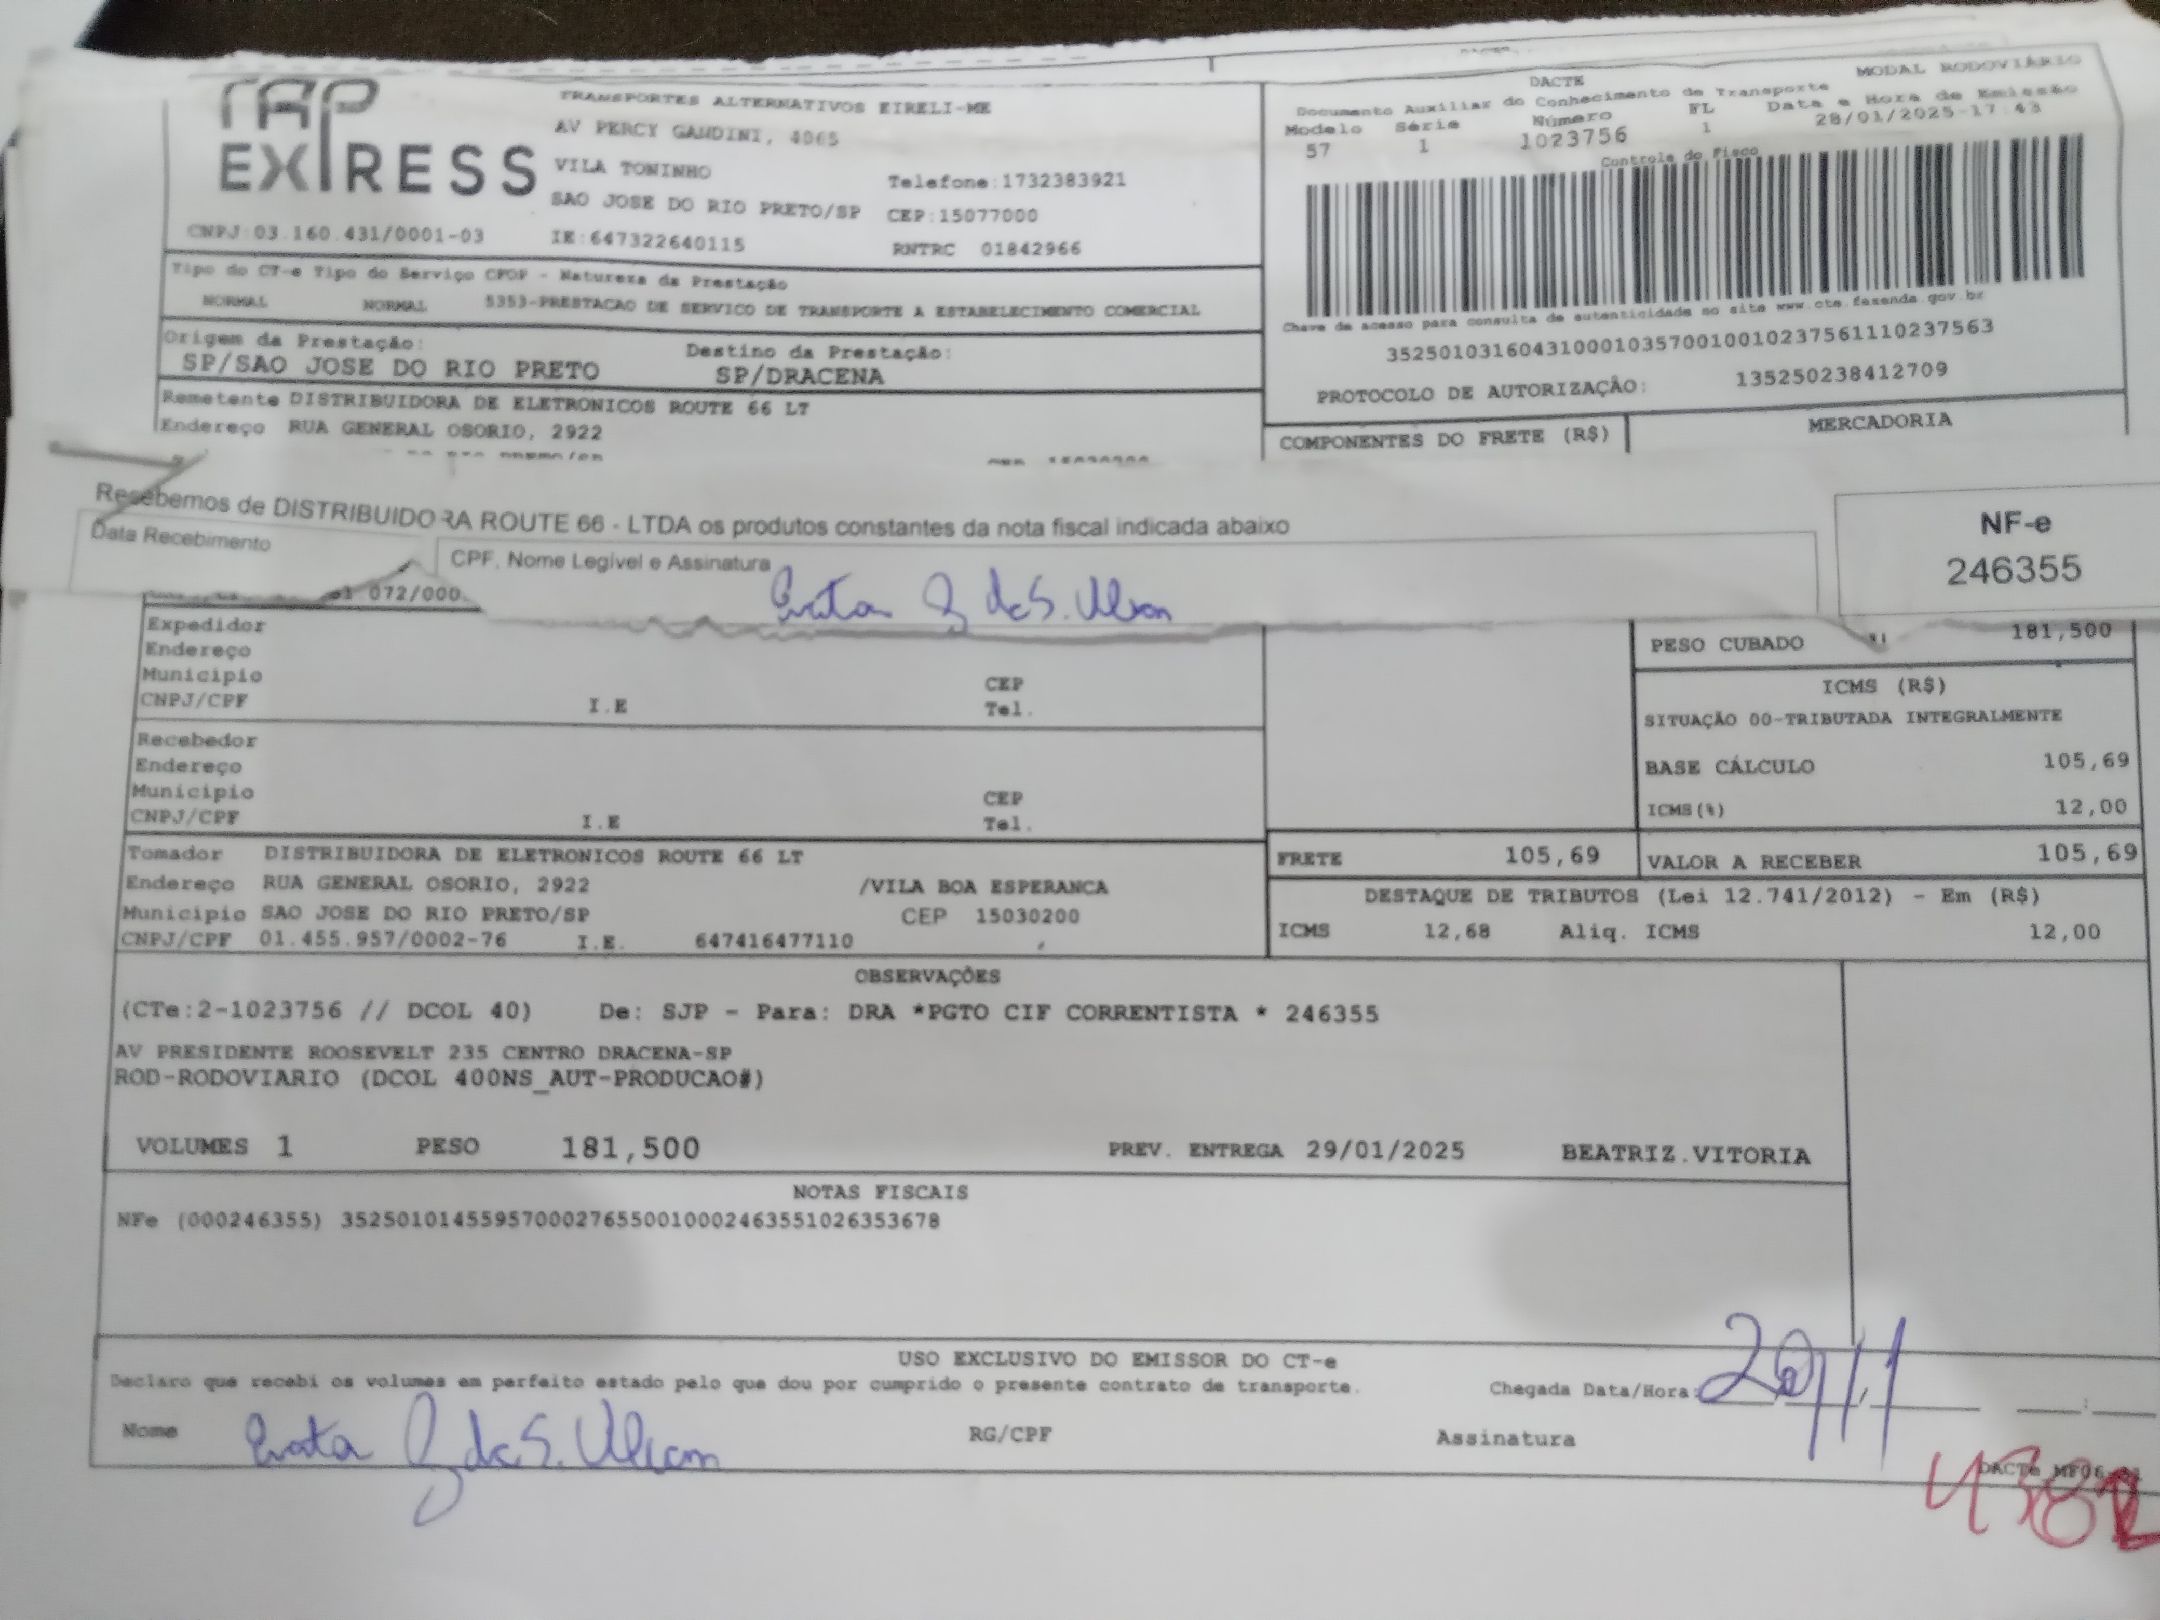 TAP
EXPRESS
TRANSPORTES ALTERNATIVOS EIRELI-ME
AV PERCY GANDINI, 4065
VILA TONINHO
Telefone:1732383921
SAO JOSE DO RIO PRETO/SP CEP:15077000
CNPJ:03.160.431/0001-03 IE:647322640115 RNTRC 01842966
DACTE MODAL RODOVIÁRIO
Documento Auxiliar do Conhecimento de Transporte
Modelo Série Número FL Data e Hora de Emissão
57 1 1023756 1 28/01/2025-17:43
Controle do Fisco
Chave de acesso para consulta de autenticidade no site www.cte.fazenda.gov.br
35250103160431000103570010010237561110237563
PROTOCOLO DE AUTORIZAÇÃO: 135250238412709
Tipo do CT-e Tipo do Serviço CFOP - Natureza da Prestação
NORMAL NORMAL 5353-PRESTACAO DE SERVICO DE TRANSPORTE A ESTABELECIMENTO COMERCIAL
Origem da Prestação: Destino da Prestação:
SP/SAO JOSE DO RIO PRETO SP/DRACENA
Remetente DISTRIBUIDORA DE ELETRONICOS ROUTE 66 LT
Endereço RUA GENERAL OSORIO, 2922
COMPONENTES DO FRETE (R$) MERCADORIA
Recebemos de DISTRIBUIDORA ROUTE 66 - LTDA os produtos constantes da nota fiscal indicada abaixo
Data Recebimento
CPF, Nome Legível e Assinatura
NF-e
246355
072/000
Expedidor
Endereço
Município CEP
CNPJ/CPF I.E Tel.
PESO CUBADO 181,500
ICMS (R$)
SITUAÇÃO 00-TRIBUTADA INTEGRALMENTE
BASE CÁLCULO 105,69
ICMS(%) 12,00
Recebedor
Endereço
Município CEP
CNPJ/CPF I.E Tel.
Tomador DISTRIBUIDORA DE ELETRONICOS ROUTE 66 LT
Endereço RUA GENERAL OSORIO, 2922 /VILA BOA ESPERANCA
Município SAO JOSE DO RIO PRETO/SP CEP 15030200
CNPJ/CPF 01.455.957/0002-76 I.E. 647416477110
FRETE 105,69 VALOR A RECEBER 105,69
DESTAQUE DE TRIBUTOS (Lei 12.741/2012) - Em (R$)
ICMS 12,68 Aliq. ICMS 12,00
OBSERVAÇÕES
(CTe:2-1023756 // DCOL 40) De: SJP - Para: DRA *PGTO CIF CORRENTISTA * 246355
AV PRESIDENTE ROOSEVELT 235 CENTRO DRACENA-SP
ROD-RODOVIARIO (DCOL 400NS_AUT-PRODUCAO#)
VOLUMES 1 PESO 181,500 PREV. ENTREGA 29/01/2025 BEATRIZ.VITORIA
NOTAS FISCAIS
NFe (000246355) 35250101455957000276550010002463551026353678
USO EXCLUSIVO DO EMISSOR DO CT-e
Declaro que recebi os volumes em perfeito estado pelo que dou por cumprido o presente contrato de transporte.
Chegada Data/Hora:
Nome RG/CPF Assinatura